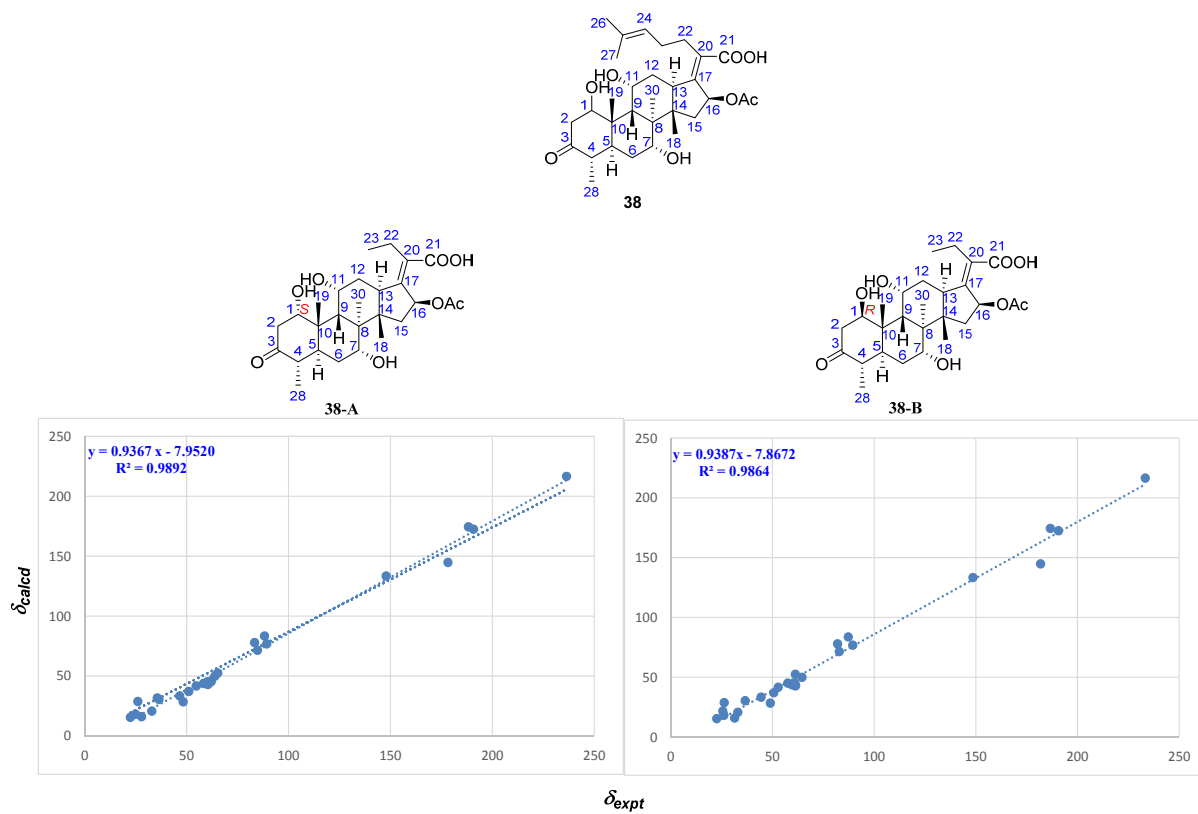 26
24
22
21
20
COOH
27
12
H
17
HO
11
OH
19
30
13
OAc
1
9
14
16
2
8
15
10
H
18
3
5
7
O
4
6
OH
H
28
38
23
22
21
20
COOH
12
H
HO
17
11
OH
19
30
13
OAc
1
S
9
14
16
2
8
15
10
H
18
3
5
7
O
4
6
OH
H
28
38-A
23
22
21
20
COOH
12
H
HO
17
11
OH
19
30
13
OAc
1
R
9
14
16
2
8
15
10
H
18
3
5
7
O
4
6
OH
H
28
38-B
250
y = 0.9367 x - 7.9520
R² = 0.9892
200
150
100
50
0
0 50 100 150 200 250
δcalcd
250
y = 0.9387x - 7.8672
R² = 0.9864
200
150
100
50
0
0 50 100 150 200 250
δexpt